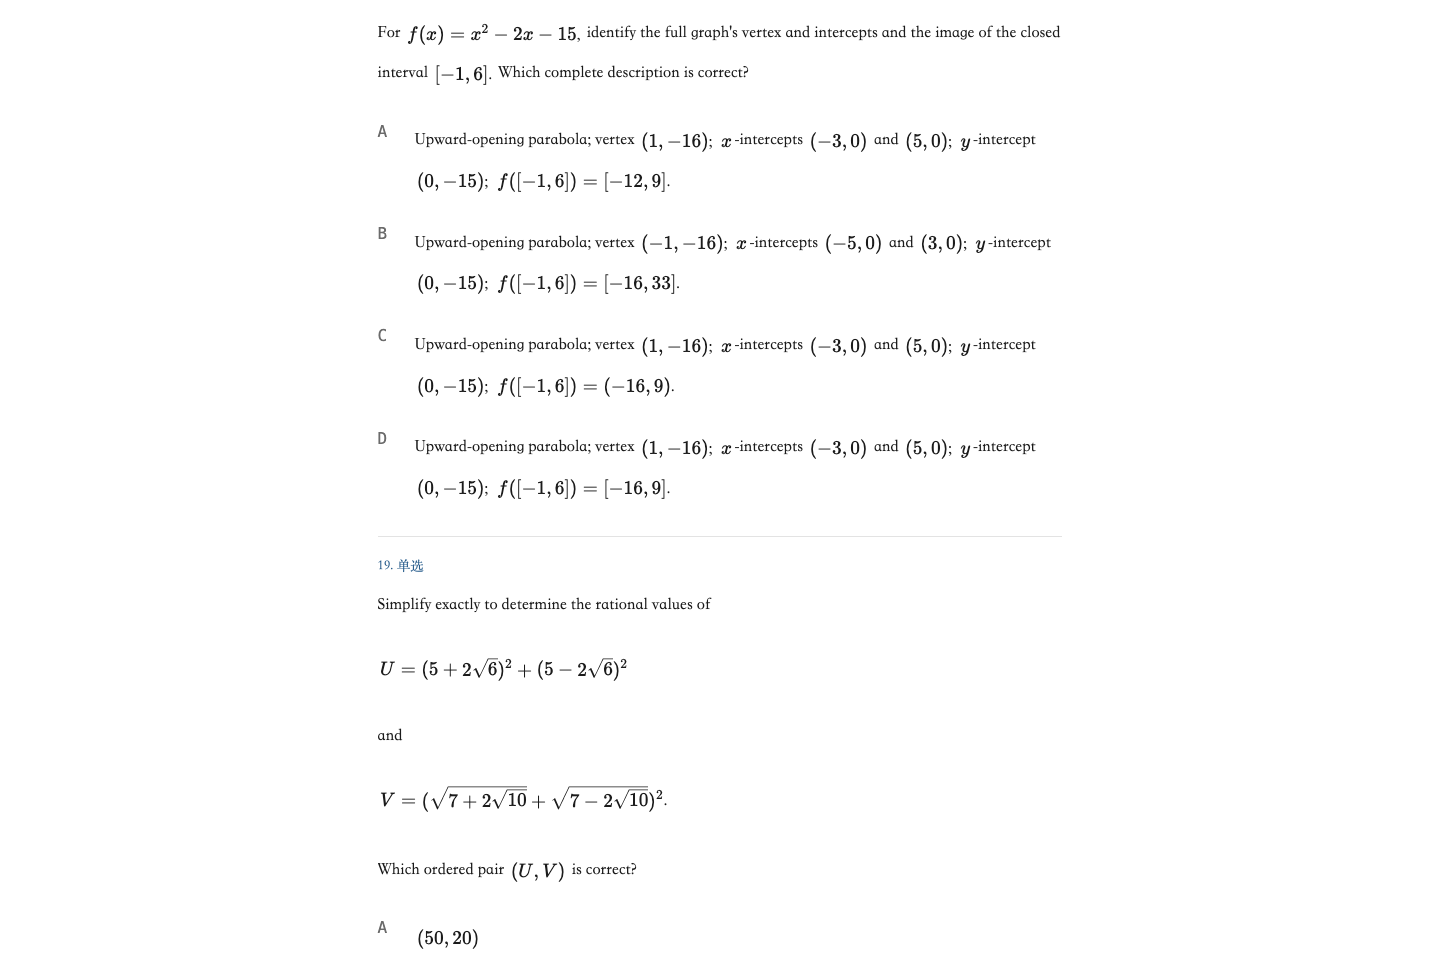 For f(x) = x² − 2x − 15, identify the full graph's vertex and intercepts and the image of the closed
interval [−1, 6]. Which complete description is correct?
A Upward-opening parabola; vertex (1, −16); x-intercepts (−3, 0) and (5, 0); y-intercept
(0, −15); f([−1, 6]) = [−12, 9].
B Upward-opening parabola; vertex (−1, −16); x-intercepts (−5, 0) and (3, 0); y-intercept
(0, −15); f([−1, 6]) = [−16, 33].
C Upward-opening parabola; vertex (1, −16); x-intercepts (−3, 0) and (5, 0); y-intercept
(0, −15); f([−1, 6]) = (−16, 9).
D Upward-opening parabola; vertex (1, −16); x-intercepts (−3, 0) and (5, 0); y-intercept
(0, −15); f([−1, 6]) = [−16, 9].
19. 单选
Simplify exactly to determine the rational values of
U = (5 + 2√6)² + (5 − 2√6)²
and
V = (√(7 + 2√10) + √(7 − 2√10))².
Which ordered pair (U, V) is correct?
A (50, 20)